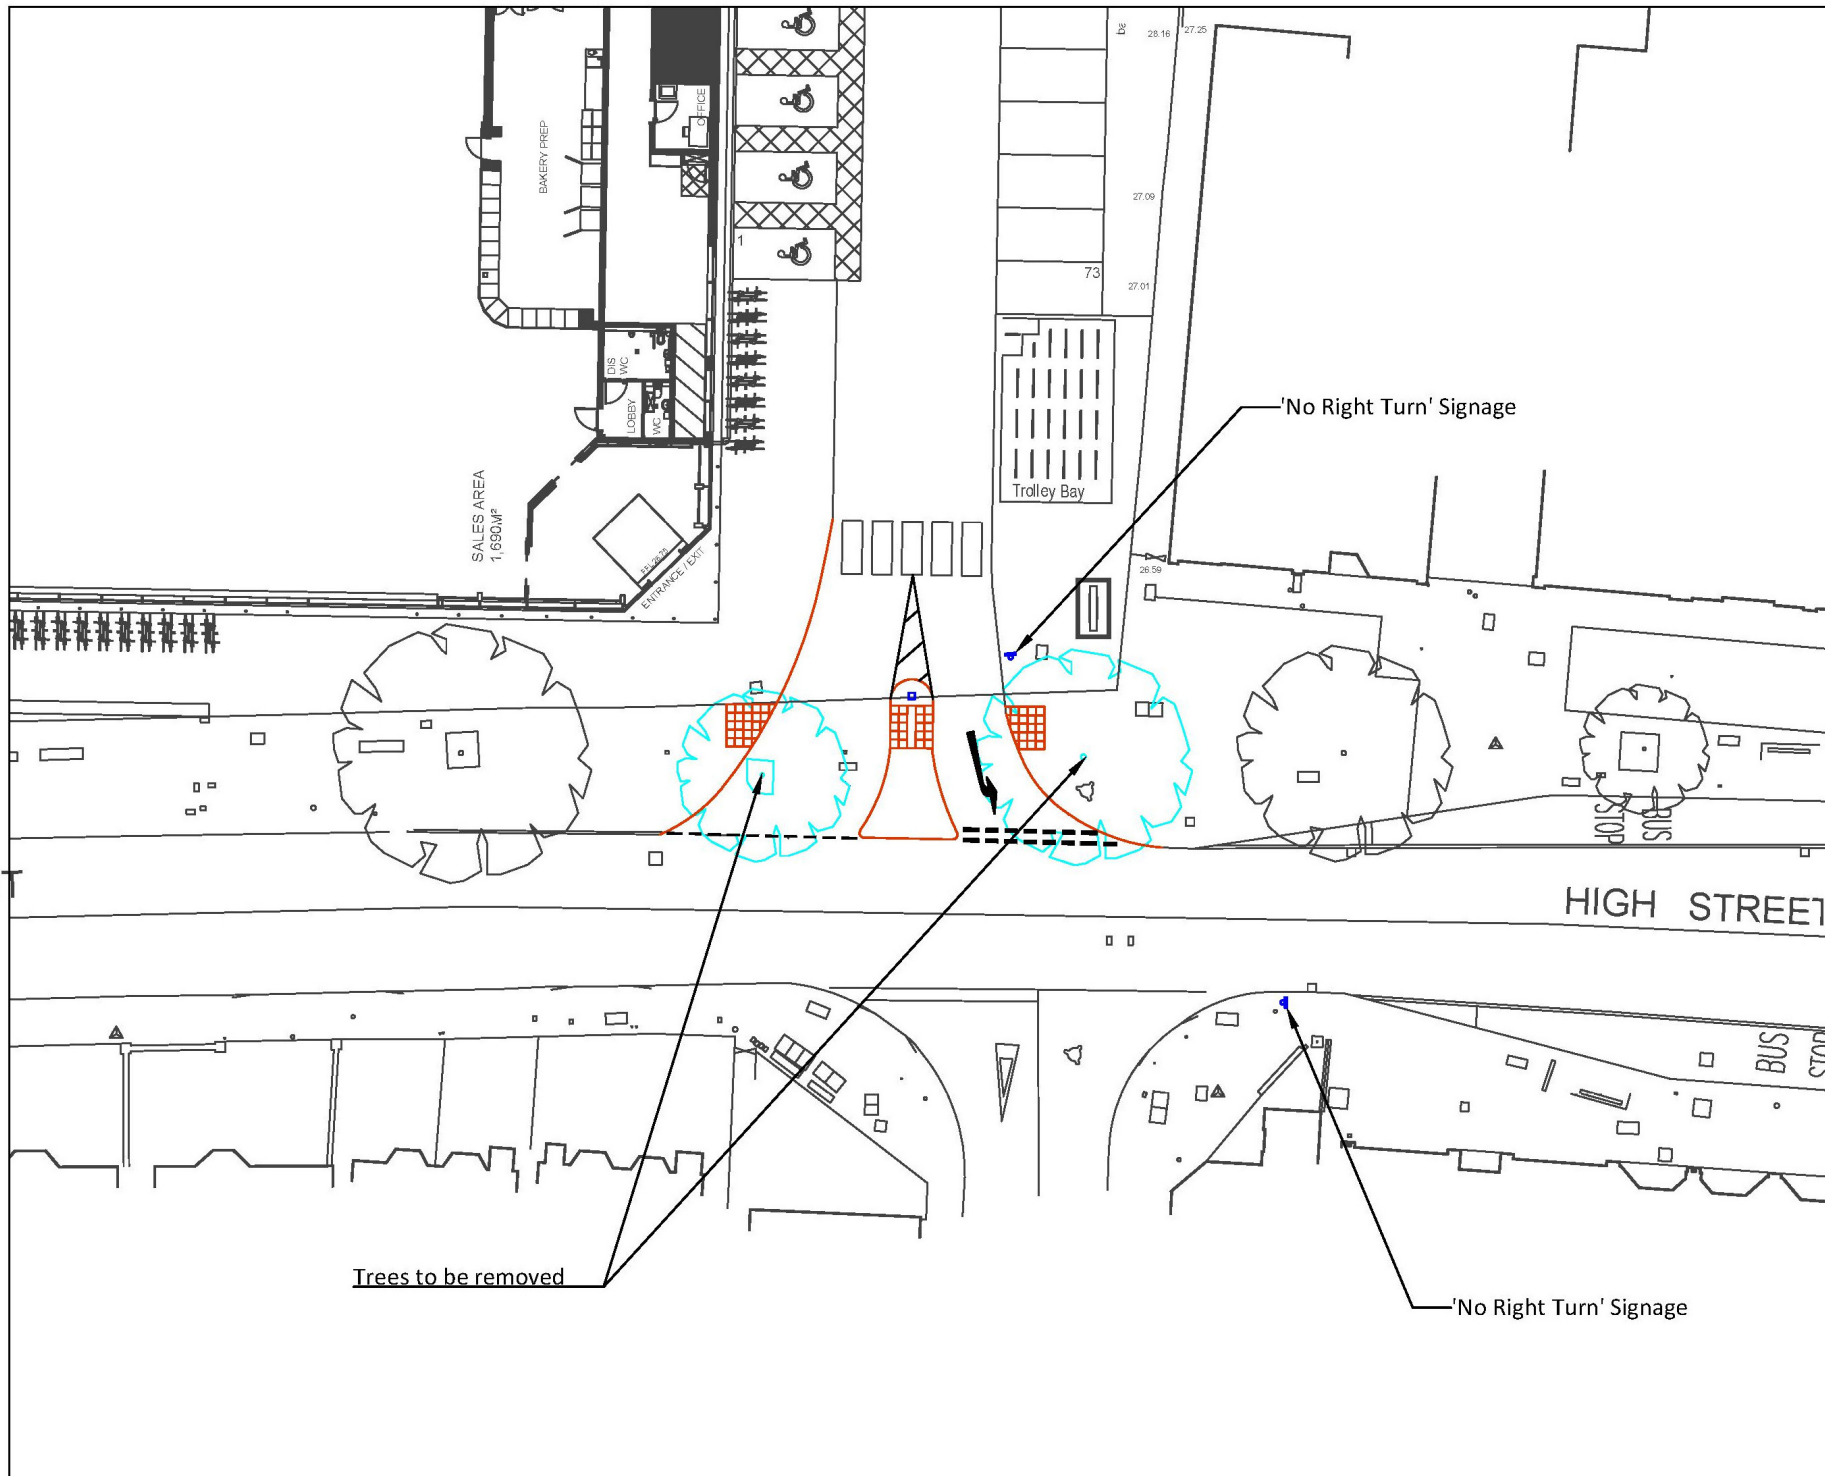 28.16
27.25
OFFICE
BAKERY PREP
27.09
1
73
27.01
DIS
WC
LOBBY
WC
'No Right Turn' Signage
SALES AREA
1,690M²
Trolley Bay
ENTRANCE / EXIT
26.59
BUS
STOP
HIGH STREET
BUS
STOP
Trees to be removed
'No Right Turn' Signage